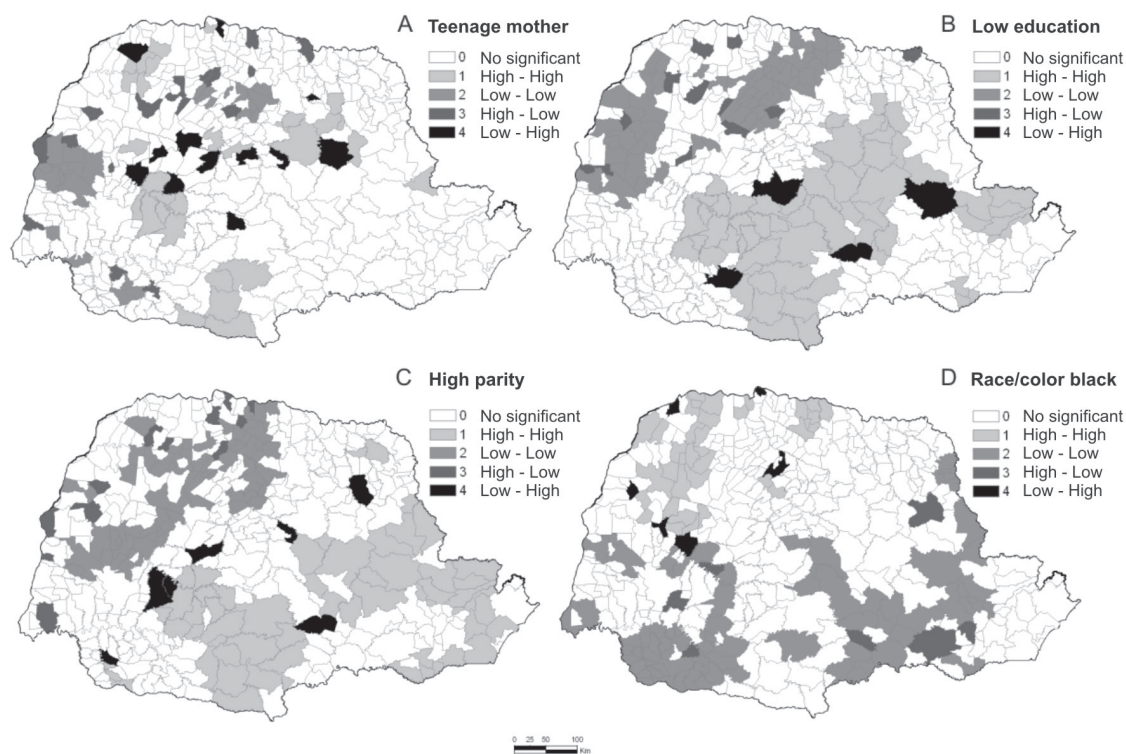 A Teenage mother
0 No significant
1 High - High
2 Low - Low
3 High - Low
4 Low - High
B Low education
0 No significant
1 High - High
2 Low - Low
3 High - Low
4 Low - High
C High parity
0 No significant
1 High - High
2 Low - Low
3 High - Low
4 Low - High
D Race/color black
0 No significant
1 High - High
2 Low - Low
3 High - Low
4 Low - High
0 25 50 100
Km